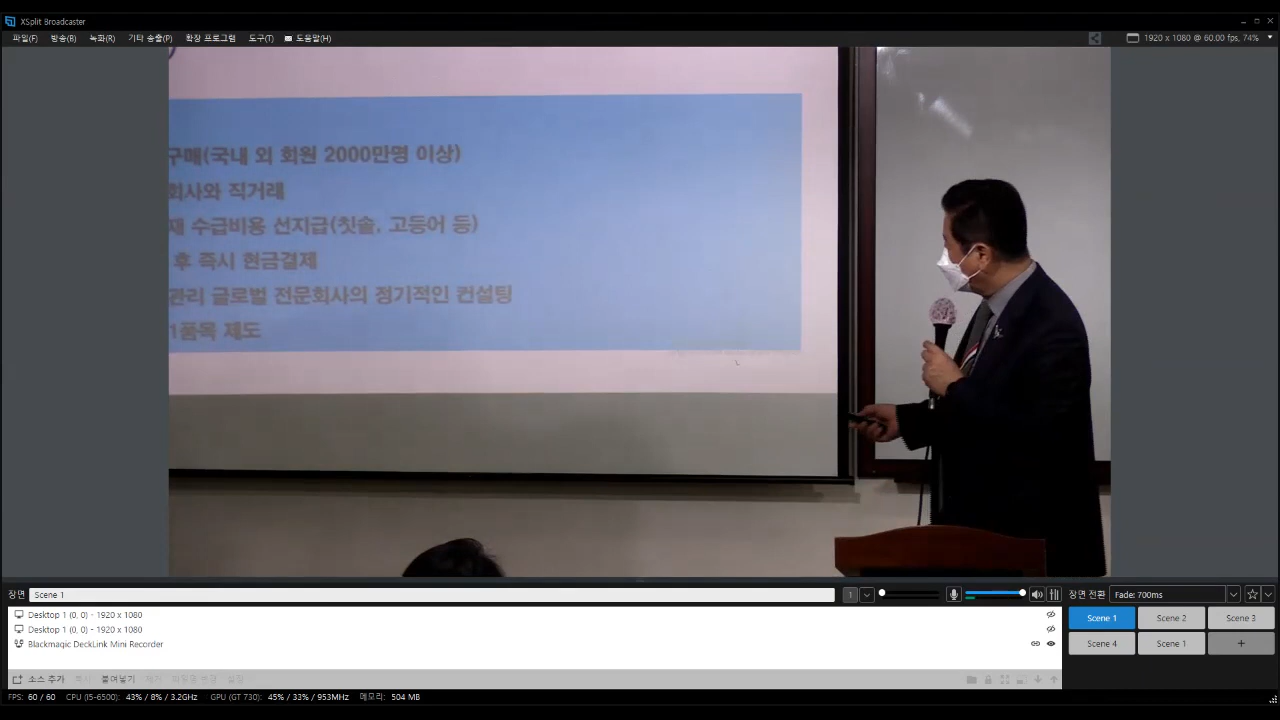 XSplit Broadcaster
파일(F) 방송(B) 녹화(R) 기타 송출(P) 확장 프로그램 도구(T) 도움말(H) 1920 x 1080 @ 60.00 fps, 74%
구매(국내 외 회원 2000만명 이상)
회사와 직거래
재 수급비용 선지급(칫솔, 고등어 등)
후 즉시 현금결제
관리 글로벌 전문회사의 정기적인 컨설팅
1품목 제도
장면 Scene 1 1 장면 전환 Fade: 700ms
Desktop 1 (0, 0) - 1920 x 1080
Desktop 1 (0, 0) - 1920 x 1080
Blackmagic DeckLink Mini Recorder
Scene 1 Scene 2 Scene 3
Scene 4 Scene 1 +
소스 추가 복사 붙여넣기 제거 설정
FPS: 60 / 60 CPU (i5-6500): 43% / 8% / 3.2GHz GPU (GT 730): 45% / 33% / 953MHz 메모리: 504 MB